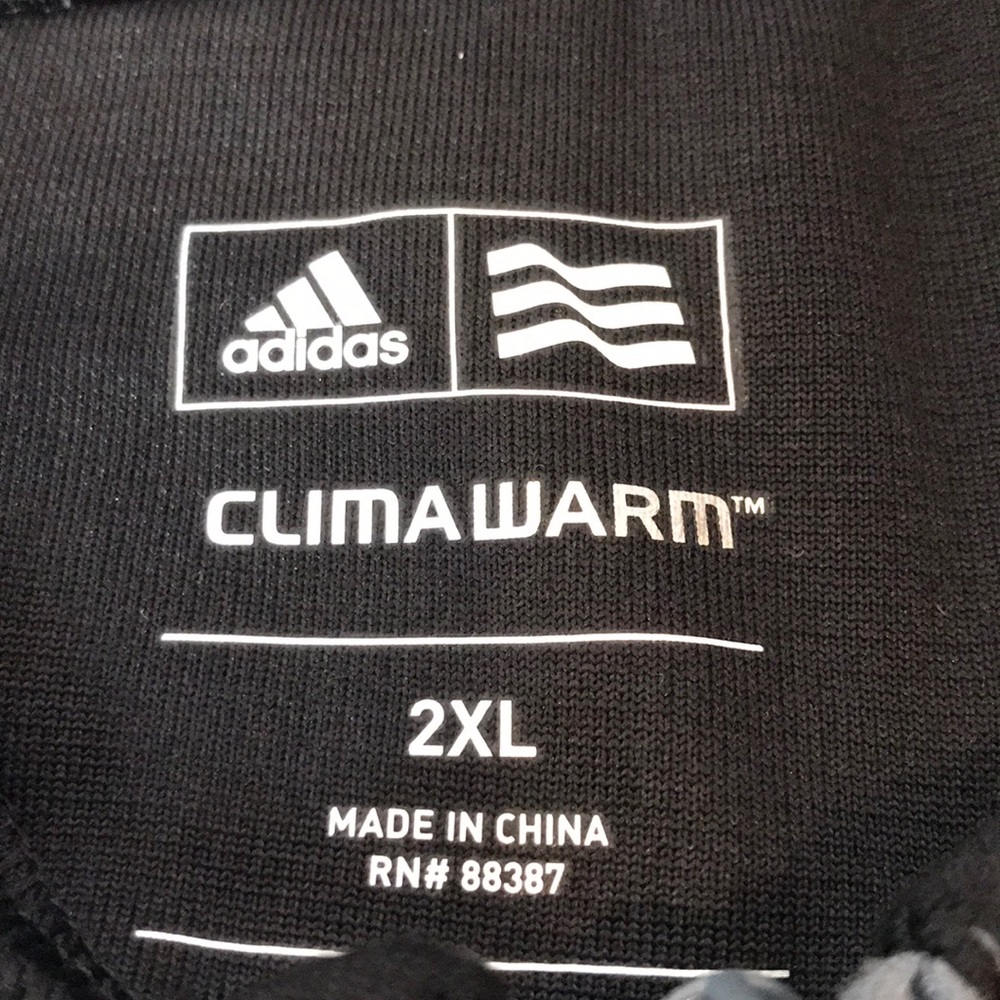 adidas
CLIMAWARM™
2XL
MADE IN CHINA
RN# 88387